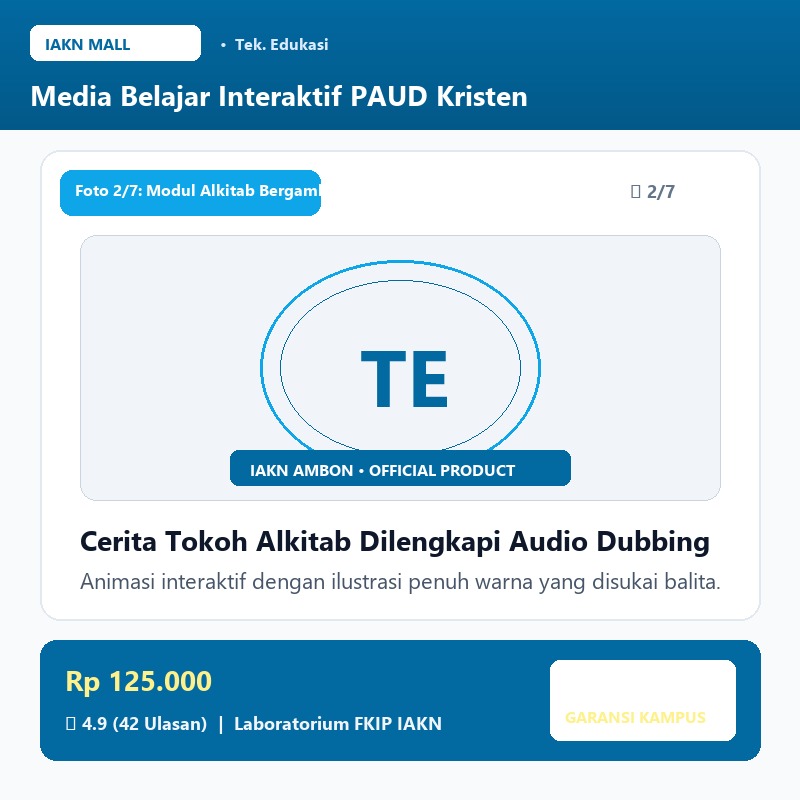 IAKN MALL
• Tek. Edukasi
Media Belajar Interaktif PAUD Kristen
Foto 2/7: Modul Alkitab Bergaml
2/7
TE
IAKN AMBON • OFFICIAL PRODUCT
Cerita Tokoh Alkitab Dilengkapi Audio Dubbing
Animasi interaktif dengan ilustrasi penuh warna yang disukai balita.
Rp 125.000
4.9 (42 Ulasan) | Laboratorium FKIP IAKN
GARANSI KAMPUS